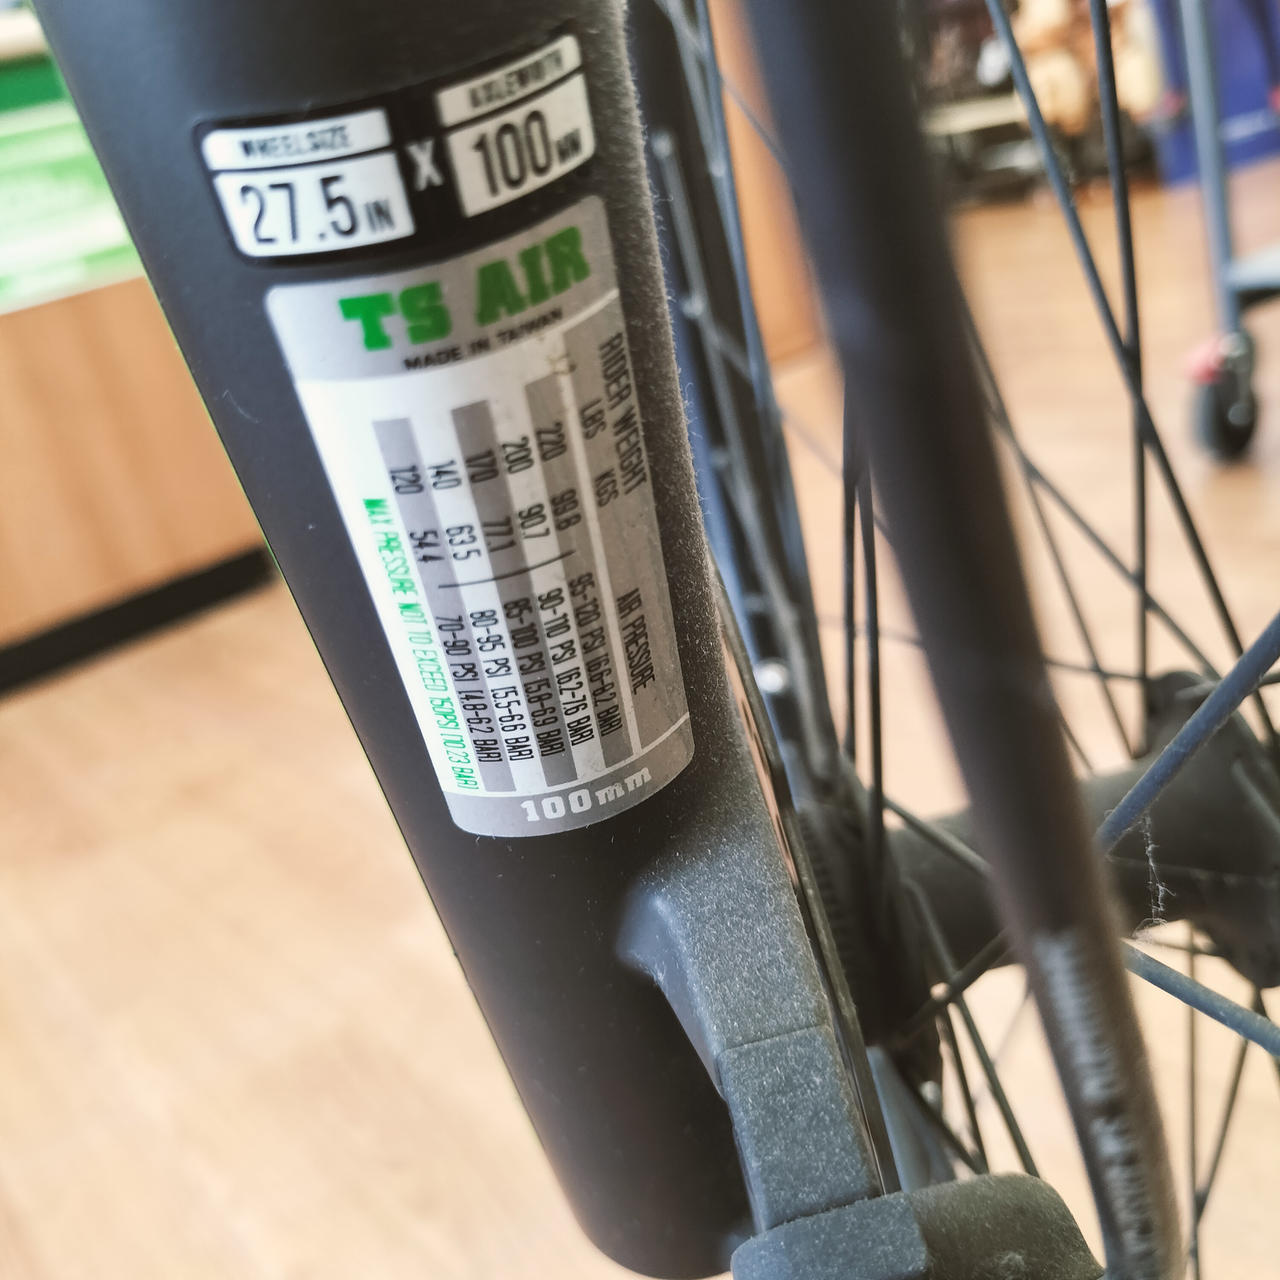 WHEELSIZE
27.5 IN
X
AXLEWIDTH
100 MM
TS AIR
MADE IN TAIWAN
RIDER WEIGHT AIR PRESSURE
LBS KGS
220 99.8 95-120 PSI (6.6-8.2 BAR)
200 90.7 90-110 PSI (6.2-7.6 BAR)
170 77.1 85-100 PSI (5.8-6.9 BAR)
140 63.5 80-95 PSI (5.5-6.6 BAR)
120 54.4 70-90 PSI (4.8-6.2 BAR)
MAX PRESSURE NOT TO EXCEED 150PSI (10.23 BAR)
100mm